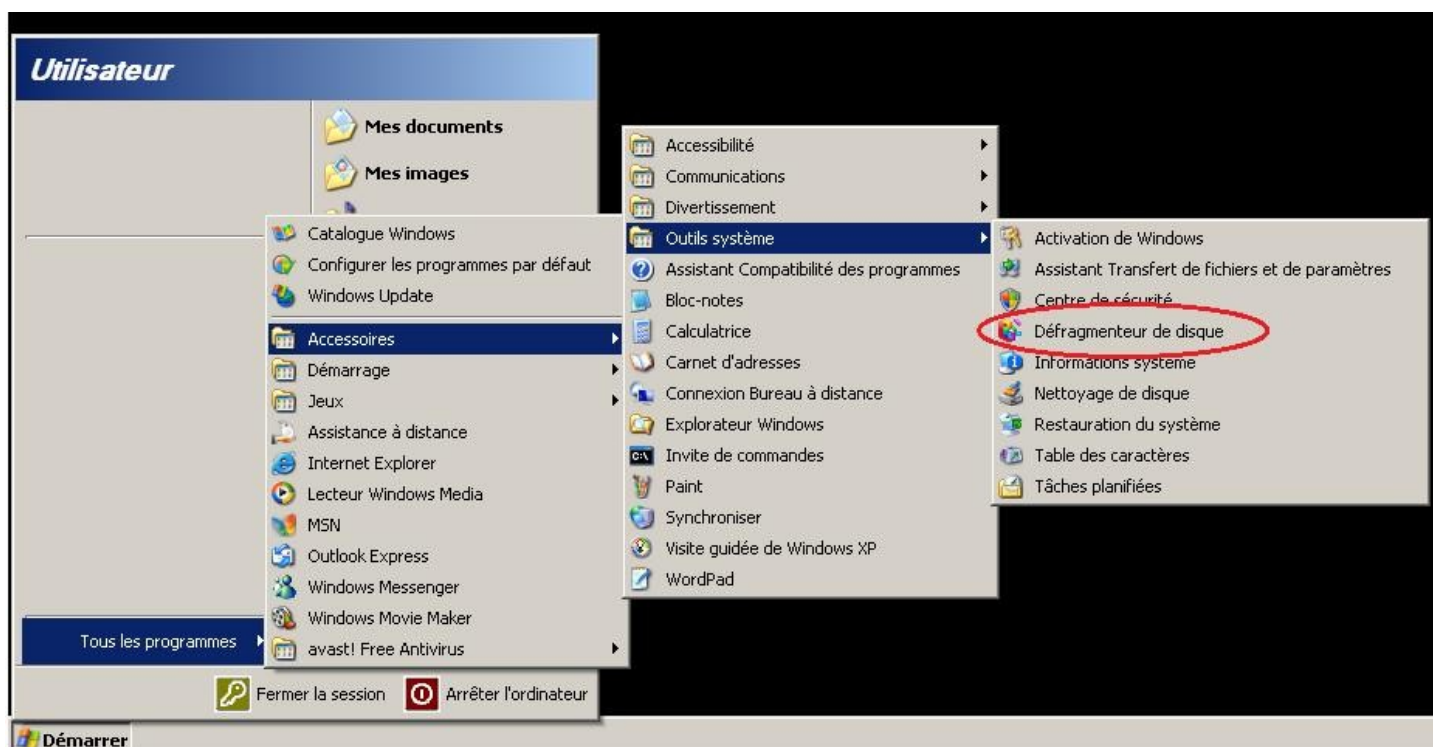 Utilisateur
Mes documents
Mes images
Catalogue Windows
Configurer les programmes par défaut
Windows Update
Accessoires
Démarrage
Jeux
Assistance à distance
Internet Explorer
Lecteur Windows Media
MSN
Outlook Express
Windows Messenger
Windows Movie Maker
avast! Free Antivirus
Accessibilité
Communications
Divertissement
Outils système
Assistant Compatibilité des programmes
Bloc-notes
Calculatrice
Carnet d'adresses
Connexion Bureau à distance
Explorateur Windows
Invite de commandes
Paint
Synchroniser
Visite guidée de Windows XP
WordPad
Activation de Windows
Assistant Transfert de fichiers et de paramètres
Centre de sécurité
Défragmenteur de disque
Informations système
Nettoyage de disque
Restauration du système
Table des caractères
Tâches planifiées
Tous les programmes
Fermer la session
Arrêter l'ordinateur
Démarrer